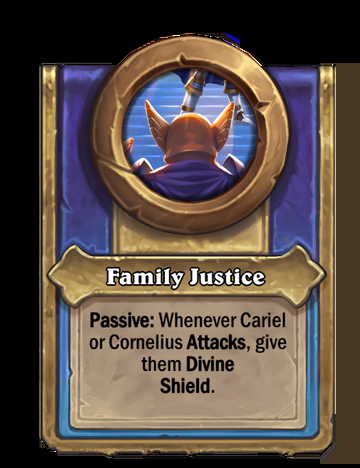 Family Justice
Passive: Whenever Cariel
or Cornelius Attacks, give
them Divine
Shield.